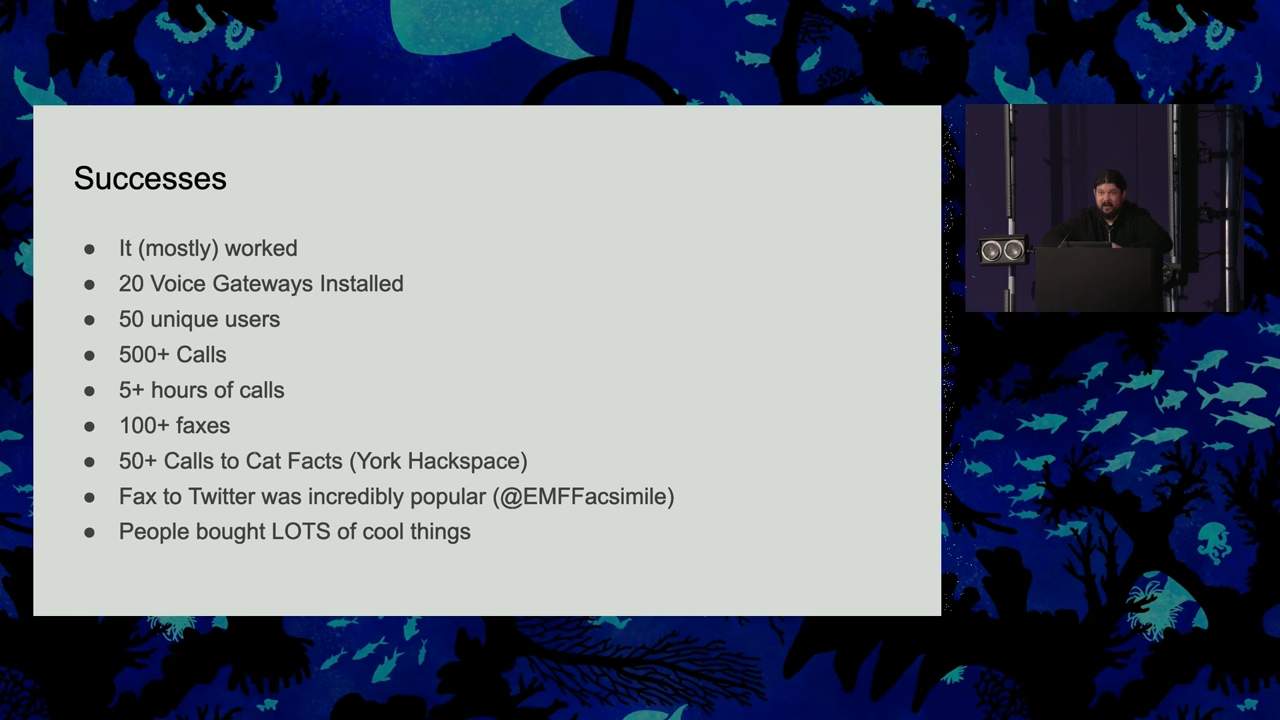 Successes
● It (mostly) worked
● 20 Voice Gateways Installed
● 50 unique users
● 500+ Calls
● 5+ hours of calls
● 100+ faxes
● 50+ Calls to Cat Facts (York Hackspace)
● Fax to Twitter was incredibly popular (@EMFFacsimile)
● People bought LOTS of cool things